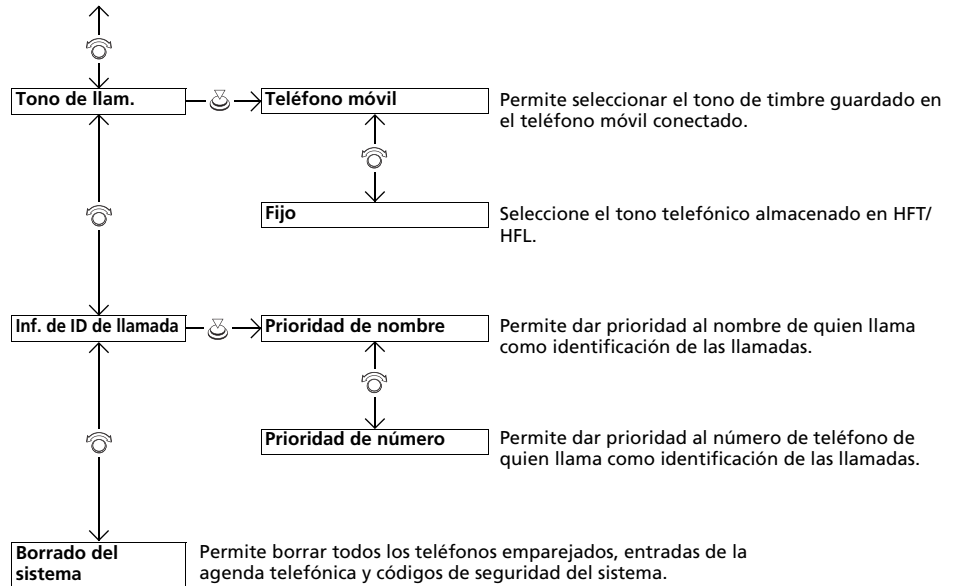 Tono de llam.
Teléfono móvil
Permite seleccionar el tono de timbre guardado en
el teléfono móvil conectado.
Fijo
Seleccione el tono telefónico almacenado en HFT/
HFL.
Inf. de ID de llamada
Prioridad de nombre
Permite dar prioridad al nombre de quien llama
como identificación de las llamadas.
Prioridad de número
Permite dar prioridad al número de teléfono de
quien llama como identificación de las llamadas.
Borrado del
sistema
Permite borrar todos los teléfonos emparejados, entradas de la
agenda telefónica y códigos de seguridad del sistema.